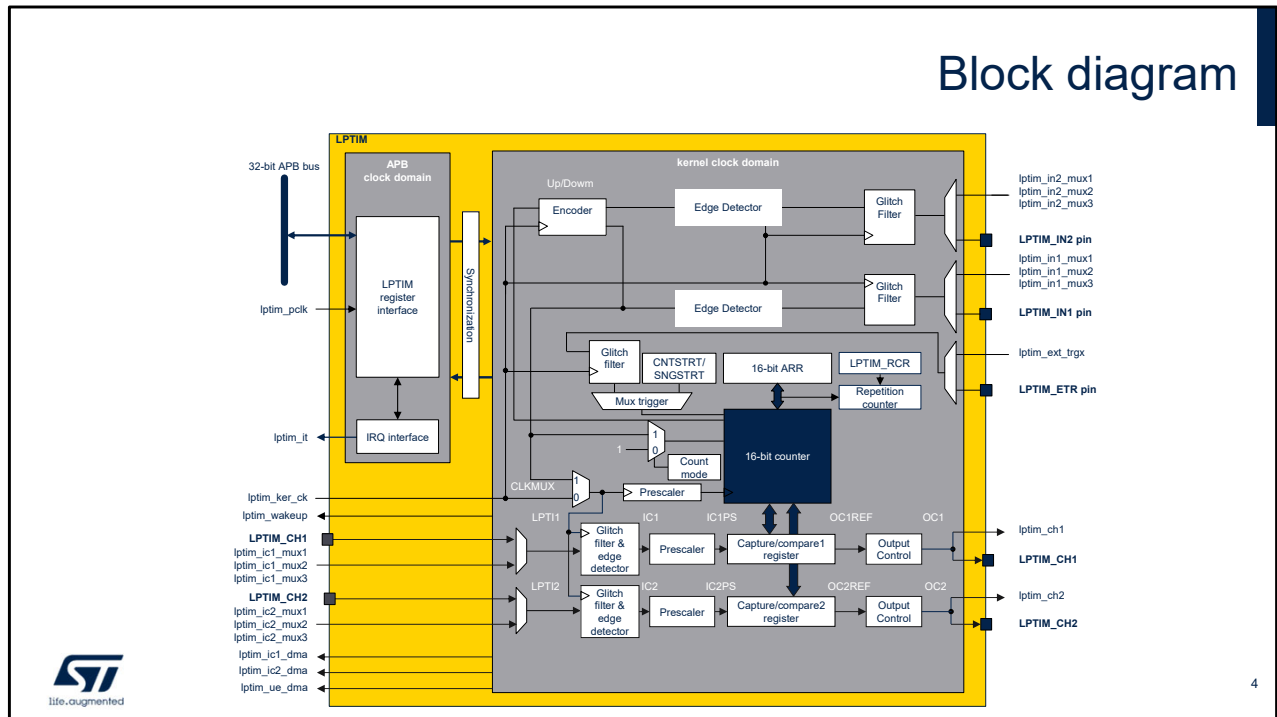 Block diagram
LPTIM
APB
clock domain
kernel clock domain
32-bit APB bus
Up/Dowm
Encoder
Edge Detector
Glitch
Filter
lptim_in2_mux1
lptim_in2_mux2
lptim_in2_mux3
LPTIM_IN2 pin
LPTIM
register
interface
Synchronization
lptim_pclk
Edge Detector
Glitch
Filter
lptim_in1_mux1
lptim_in1_mux2
lptim_in1_mux3
LPTIM_IN1 pin
Glitch
filter
CNTSTRT/
SNGSTRT
16-bit ARR
LPTIM_RCR
lptim_ext_trgx
Mux trigger
Repetition
counter
LPTIM_ETR pin
lptim_it
IRQ interface
1
1
0
Count
mode
16-bit counter
CLKMUX
1
0
Prescaler
lptim_ker_ck
lptim_wakeup
LPTI1
IC1
IC1PS
OC1REF
OC1
LPTIM_CH1
lptim_ic1_mux1
lptim_ic1_mux2
lptim_ic1_mux3
Glitch
filter &
edge
detector
Prescaler
Capture/compare1
register
Output
Control
lptim_ch1
LPTIM_CH1
LPTI2
IC2
IC2PS
OC2REF
OC2
LPTIM_CH2
lptim_ic2_mux1
lptim_ic2_mux2
lptim_ic2_mux3
Glitch
filter &
edge
detector
Prescaler
Capture/compare2
register
Output
Control
lptim_ch2
LPTIM_CH2
lptim_ic1_dma
lptim_ic2_dma
lptim_ue_dma
ST
life.augmented
4